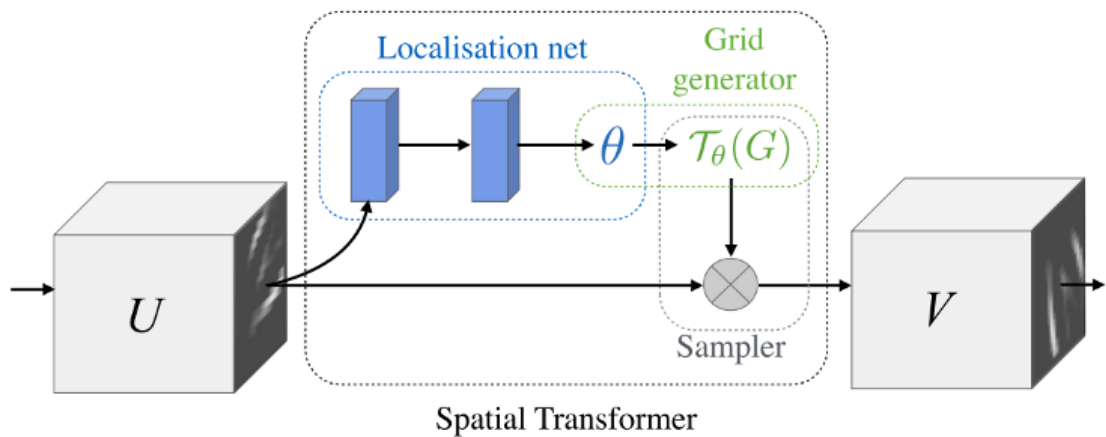 Localisation net
Grid
generator
θ
𝒯θ(G)
U
V
Sampler
Spatial Transformer